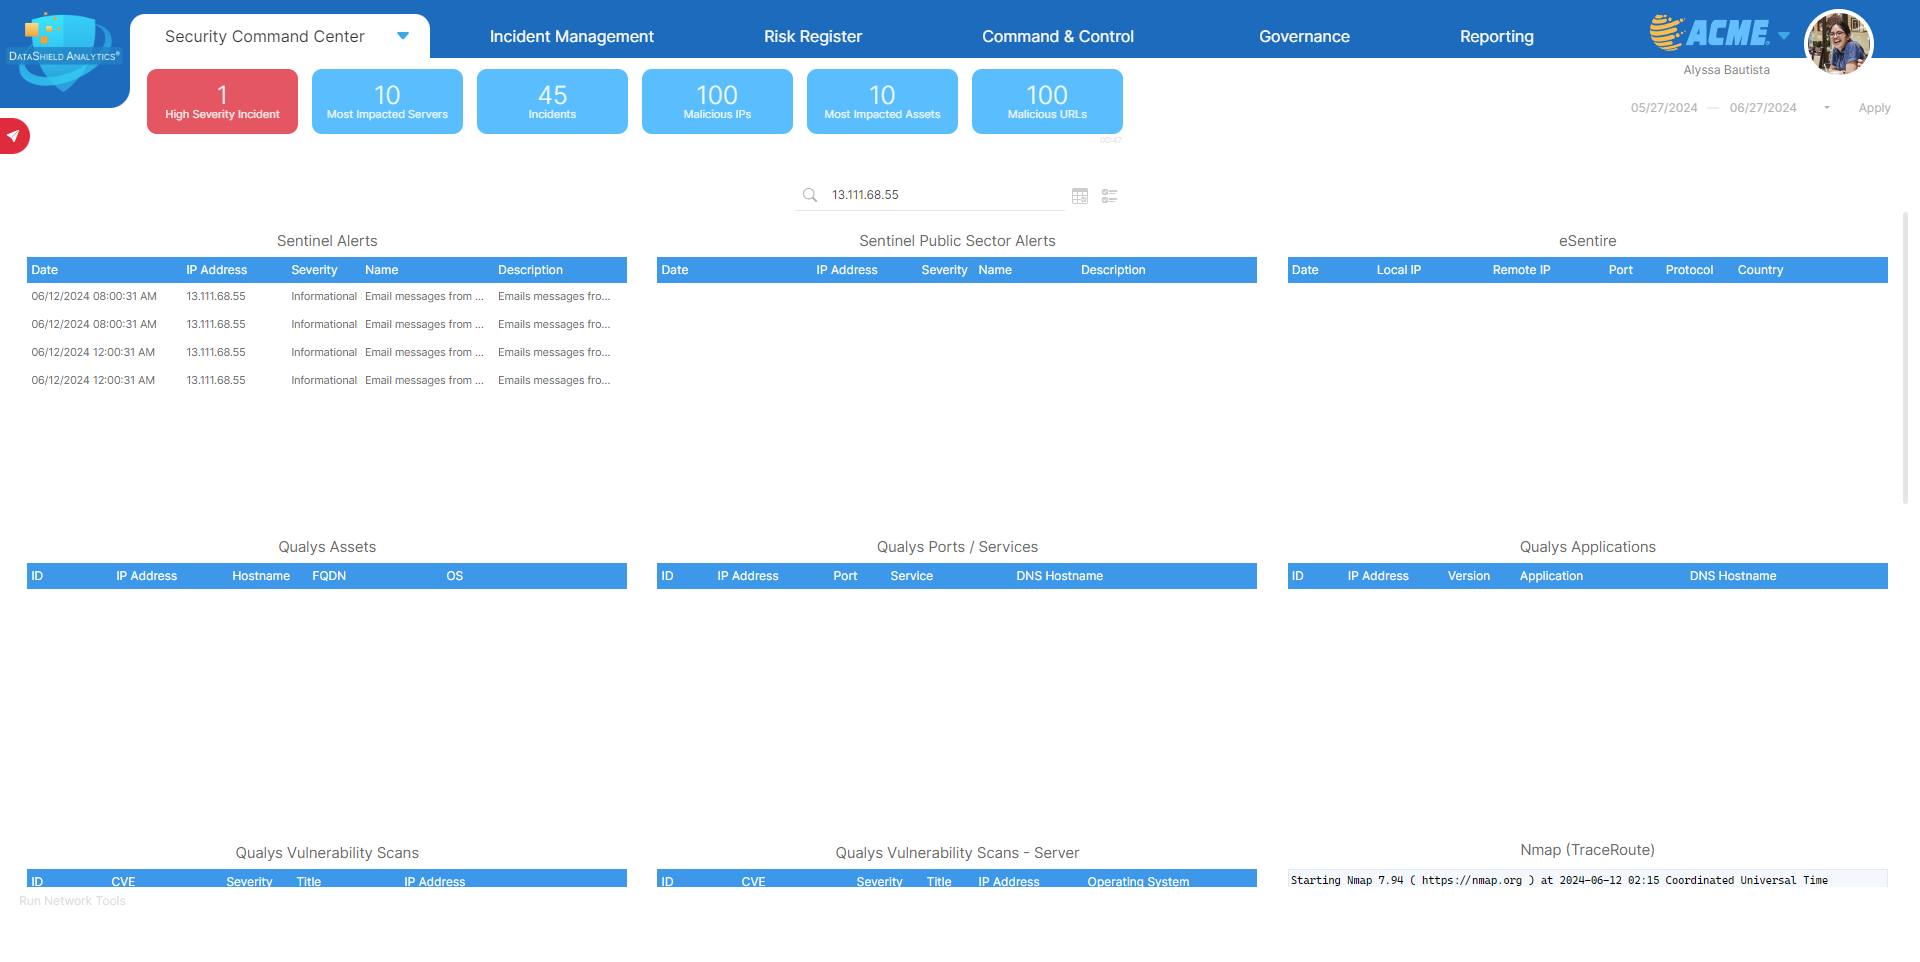 DATASHIELD ANALYTICS®
Security Command Center
Incident Management
Risk Register
Command & Control
Governance
Reporting
ACME
Alyssa Bautista
1
High Severity Incident
10
Most Impacted Servers
45
Incidents
100
Malicious IPs
10
Most Impacted Assets
100
Malicious URLs
00:47
05/27/2024 — 06/27/2024 - Apply
13.111.68.55
Sentinel Alerts
Date IP Address Severity Name Description
06/12/2024 08:00:31 AM 13.111.68.55 Informational Email messages from ... Emails messages fro...
06/12/2024 08:00:31 AM 13.111.68.55 Informational Email messages from ... Emails messages fro...
06/12/2024 12:00:31 AM 13.111.68.55 Informational Email messages from ... Emails messages fro...
06/12/2024 12:00:31 AM 13.111.68.55 Informational Email messages from ... Emails messages fro...
Sentinel Public Sector Alerts
Date IP Address Severity Name Description
eSentire
Date Local IP Remote IP Port Protocol Country
Qualys Assets
ID IP Address Hostname FQDN OS
Qualys Ports / Services
ID IP Address Port Service DNS Hostname
Qualys Applications
ID IP Address Version Application DNS Hostname
Qualys Vulnerability Scans
ID CVE Severity Title IP Address
Qualys Vulnerability Scans - Server
ID CVE Severity Title IP Address Operating System
Nmap (TraceRoute)
Starting Nmap 7.94 ( https://nmap.org ) at 2024-06-12 02:15 Coordinated Universal Time
Run Network Tools